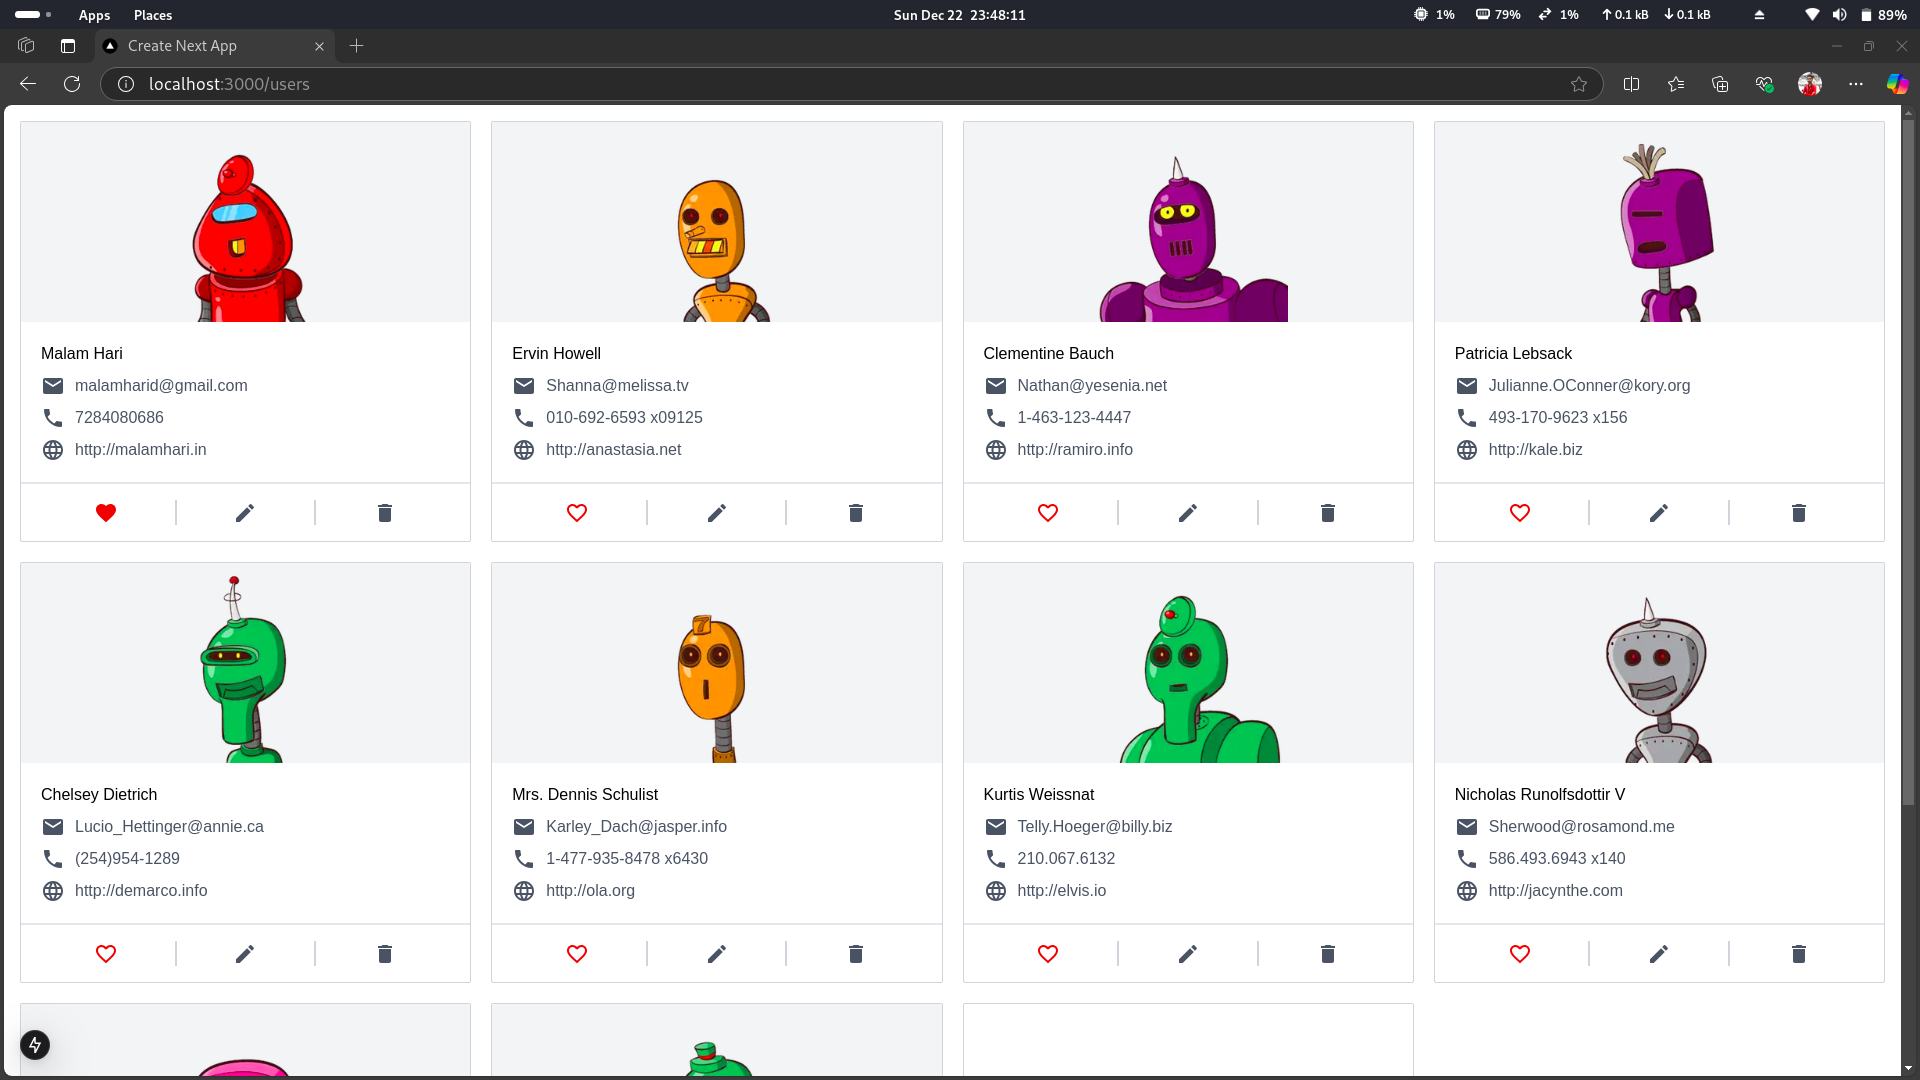 Apps Places Sun Dec 22 23:48:11 1% 79% 1% 0.1 kB 0.1 kB 89%
Create Next App
localhost:3000/users
Malam Hari
malamharid@gmail.com
7284080686
http://malamhari.in
Ervin Howell
Shanna@melissa.tv
010-692-6593 x09125
http://anastasia.net
Clementine Bauch
Nathan@yesenia.net
1-463-123-4447
http://ramiro.info
Patricia Lebsack
Julianne.OConner@kory.org
493-170-9623 x156
http://kale.biz
Chelsey Dietrich
Lucio_Hettinger@annie.ca
(254)954-1289
http://demarco.info
7
Mrs. Dennis Schulist
Karley_Dach@jasper.info
1-477-935-8478 x6430
http://ola.org
Kurtis Weissnat
Telly.Hoeger@billy.biz
210.067.6132
http://elvis.io
Nicholas Runolfsdottir V
Sherwood@rosamond.me
586.493.6943 x140
http://jacynthe.com